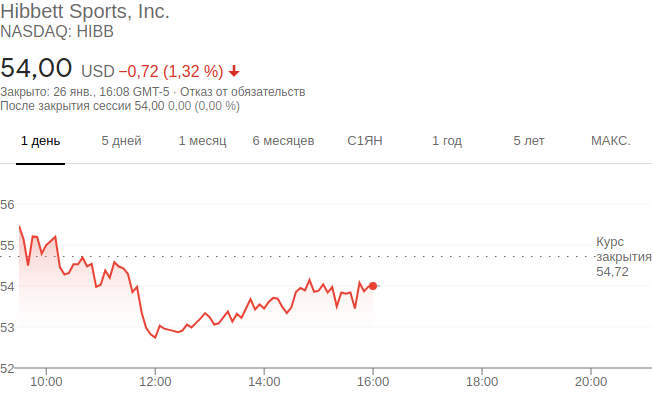 Hibbett Sports, Inc.
NASDAQ: HIBB
54,00 USD −0,72 (1,32 %)
Закрыто: 26 янв., 16:08 GMT-5 · Отказ от обязательств
После закрытия сессии 54,00 0,00 (0,00 %)
1 день 5 дней 1 месяц 6 месяцев С1ЯН 1 год 5 лет МАКС.
56
55
54
53
52
Курс
закрытия
54,72
10:00 12:00 14:00 16:00 18:00 20:00